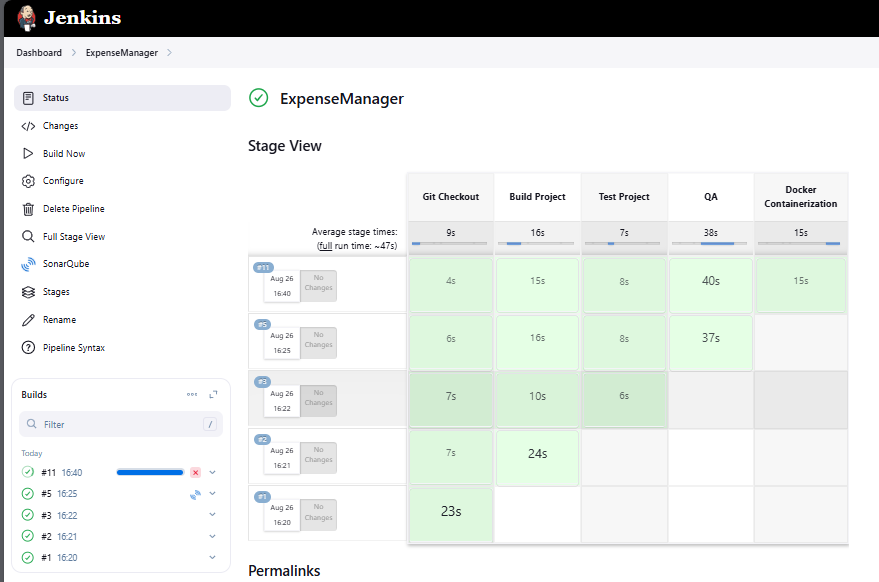 Jenkins
Dashboard > ExpenseManager >
Status
Changes
Build Now
Configure
Delete Pipeline
Full Stage View
SonarQube
Stages
Rename
Pipeline Syntax
Builds
Filter /
Today
#11 16:40
#5 16:25
#3 16:22
#2 16:21
#1 16:20
ExpenseManager
Stage View
Git Checkout Build Project Test Project QA Docker Containerization
Average stage times: 9s 16s 7s 38s 15s
(full run time: ~47s)
#11
Aug 26 No
16:40 Changes
4s 15s 8s 40s 15s
#5
Aug 26 No
16:25 Changes
6s 16s 8s 37s
#3
Aug 26 No
16:22 Changes
7s 10s 6s
#2
Aug 26 No
16:21 Changes
7s 24s
#1
Aug 26 No
16:20 Changes
23s
Permalinks